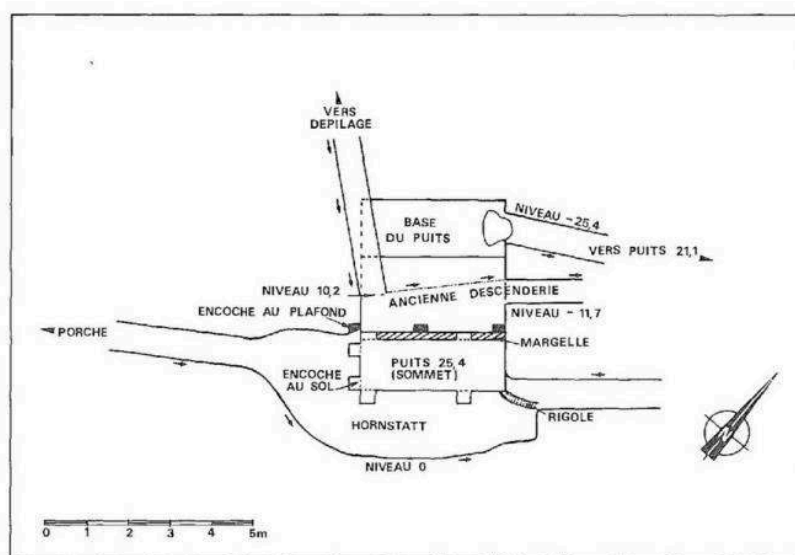 VERS
DEPILAGE
BASE
DU PUITS
NIVEAU -25,4
VERS PUITS 21,1
NIVEAU 10,2
ANCIENNE DESCENDERIE
ENCOCHE AU PLAFOND
NIVEAU - 11,7
PORCHE
MARGELLE
PUITS 25,4
(SOMMET)
ENCOCHE
AU SOL
RIGOLE
HORNSTATT
NIVEAU 0
0 1 2 3 4 5m